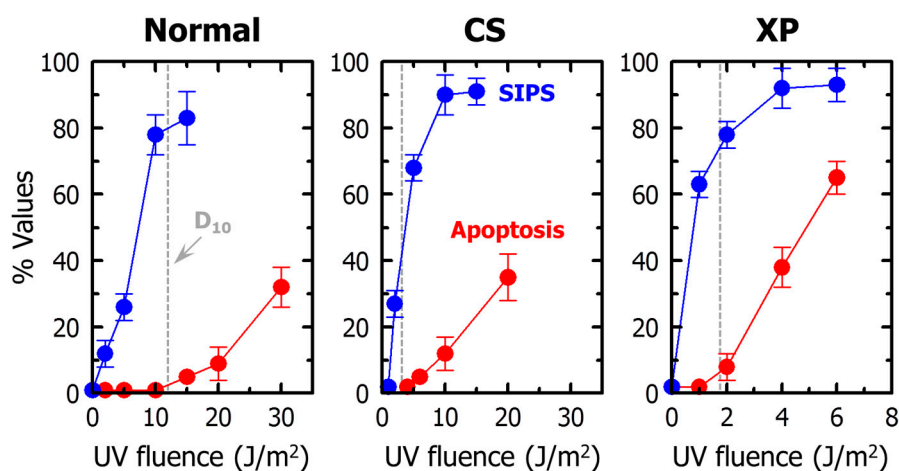 Normal
CS
XP
% Values
100
80
60
40
20
0
D10
0 10 20 30
UV fluence (J/m²)
SIPS
Apoptosis
0 10 20 30
UV fluence (J/m²)
0 2 4 6 8
UV fluence (J/m²)